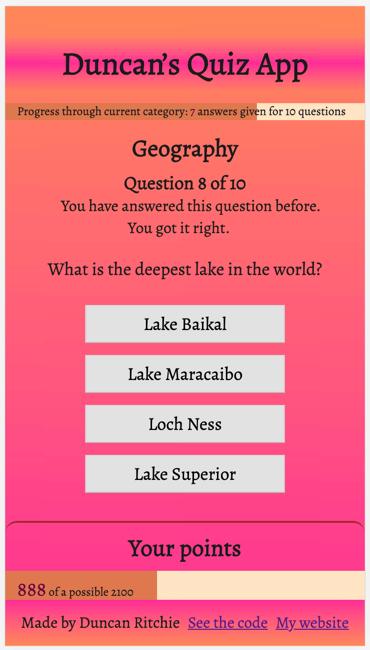 Duncan’s Quiz App
Progress through current category: 7 answers given for 10 questions
Geography
Question 8 of 10
You have answered this question before.
You got it right.
What is the deepest lake in the world?
Lake Baikal
Lake Maracaibo
Loch Ness
Lake Superior
Your points
888 of a possible 2100
Made by Duncan Ritchie See the code My website